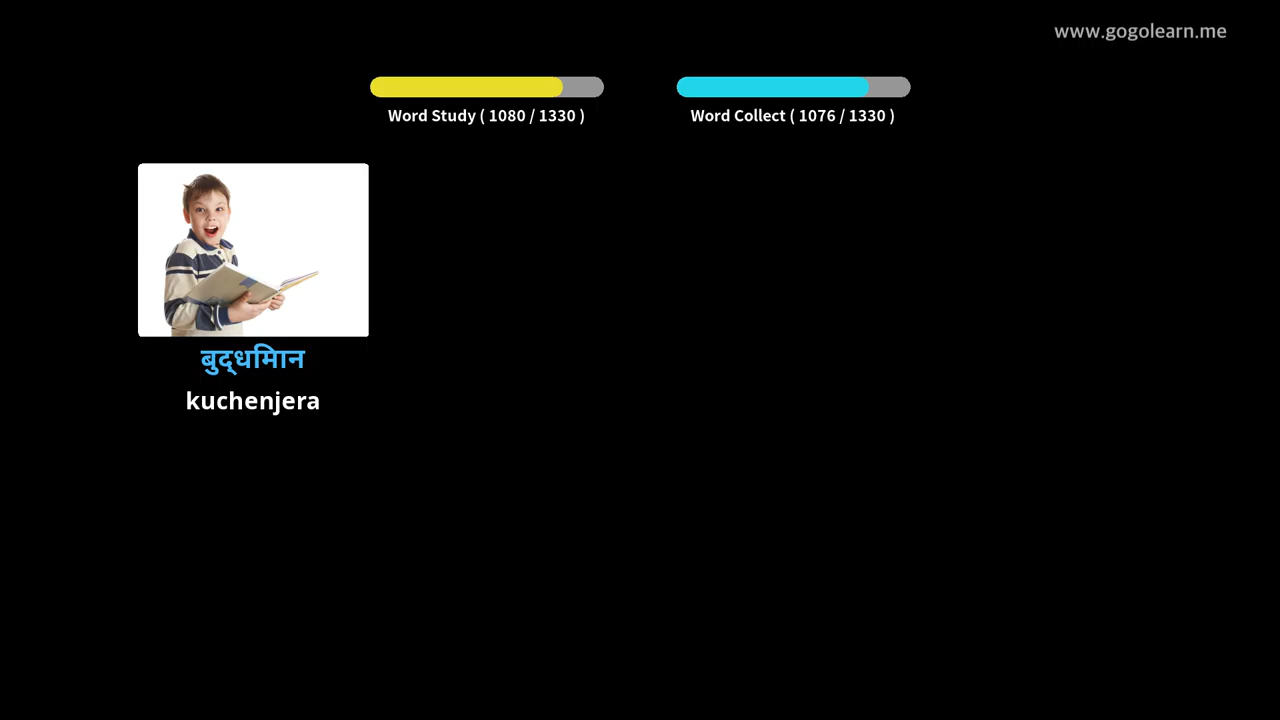 www.gogolearn.me
Word Study ( 1080 / 1330 )
Word Collect ( 1076 / 1330 )
बुद्धिमान
kuchenjera